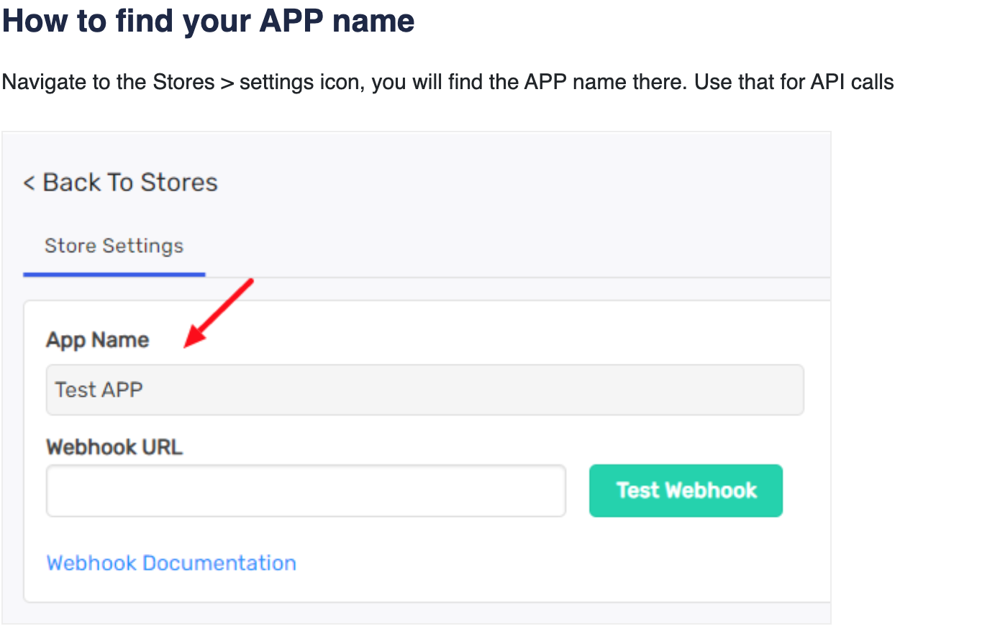 How to find your APP name
Navigate to the Stores > settings icon, you will find the APP name there. Use that for API calls
< Back To Stores
Store Settings
App Name
Test APP
Webhook URL
Test Webhook
Webhook Documentation